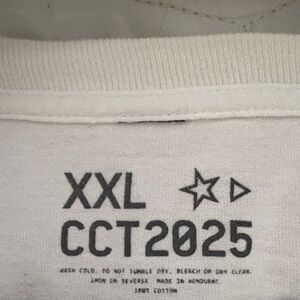 XXL
CCT2025
WASH COLD. DO NOT TUMBLE DRY, BLEACH OR DRY CLEAN.
IRON ON REVERSE. MADE IN HONDURAS.
100% COTTON